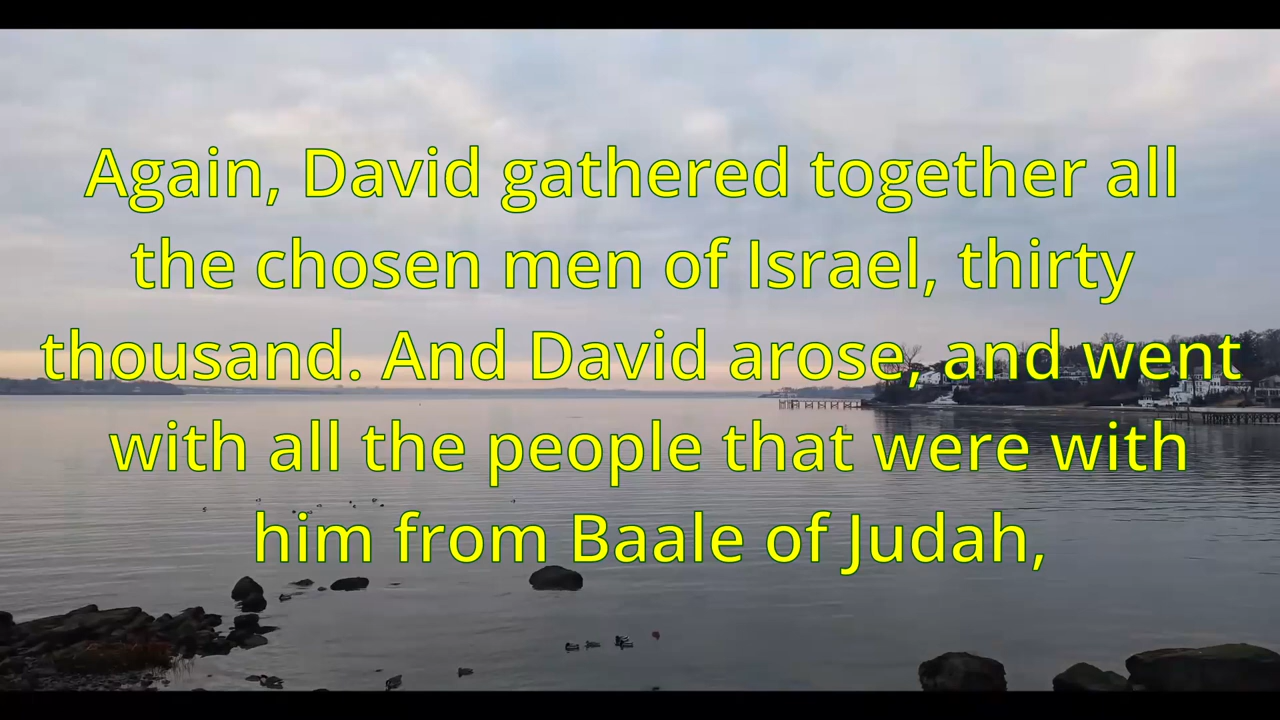 Again, David gathered together all
the chosen men of Israel, thirty
thousand. And David arose, and went
with all the people that were with
him from Baale of Judah,